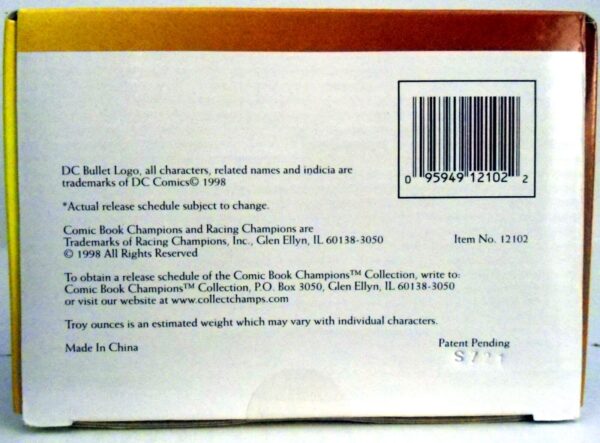 0 95949 12102 2
DC Bullet Logo, all characters, related names and indicia are
trademarks of DC Comics© 1998
*Actual release schedule subject to change.
Comic Book Champions and Racing Champions are
Trademarks of Racing Champions, Inc., Glen Ellyn, IL 60138-3050
© 1998 All Rights Reserved
Item No. 12102
To obtain a release schedule of the Comic Book Champions™ Collection, write to:
Comic Book Champions™ Collection, P.O. Box 3050, Glen Ellyn, IL 60138-3050
or visit our website at www.collectchamps.com
Troy ounces is an estimated weight which may vary with individual characters.
Made In China
Patent Pending